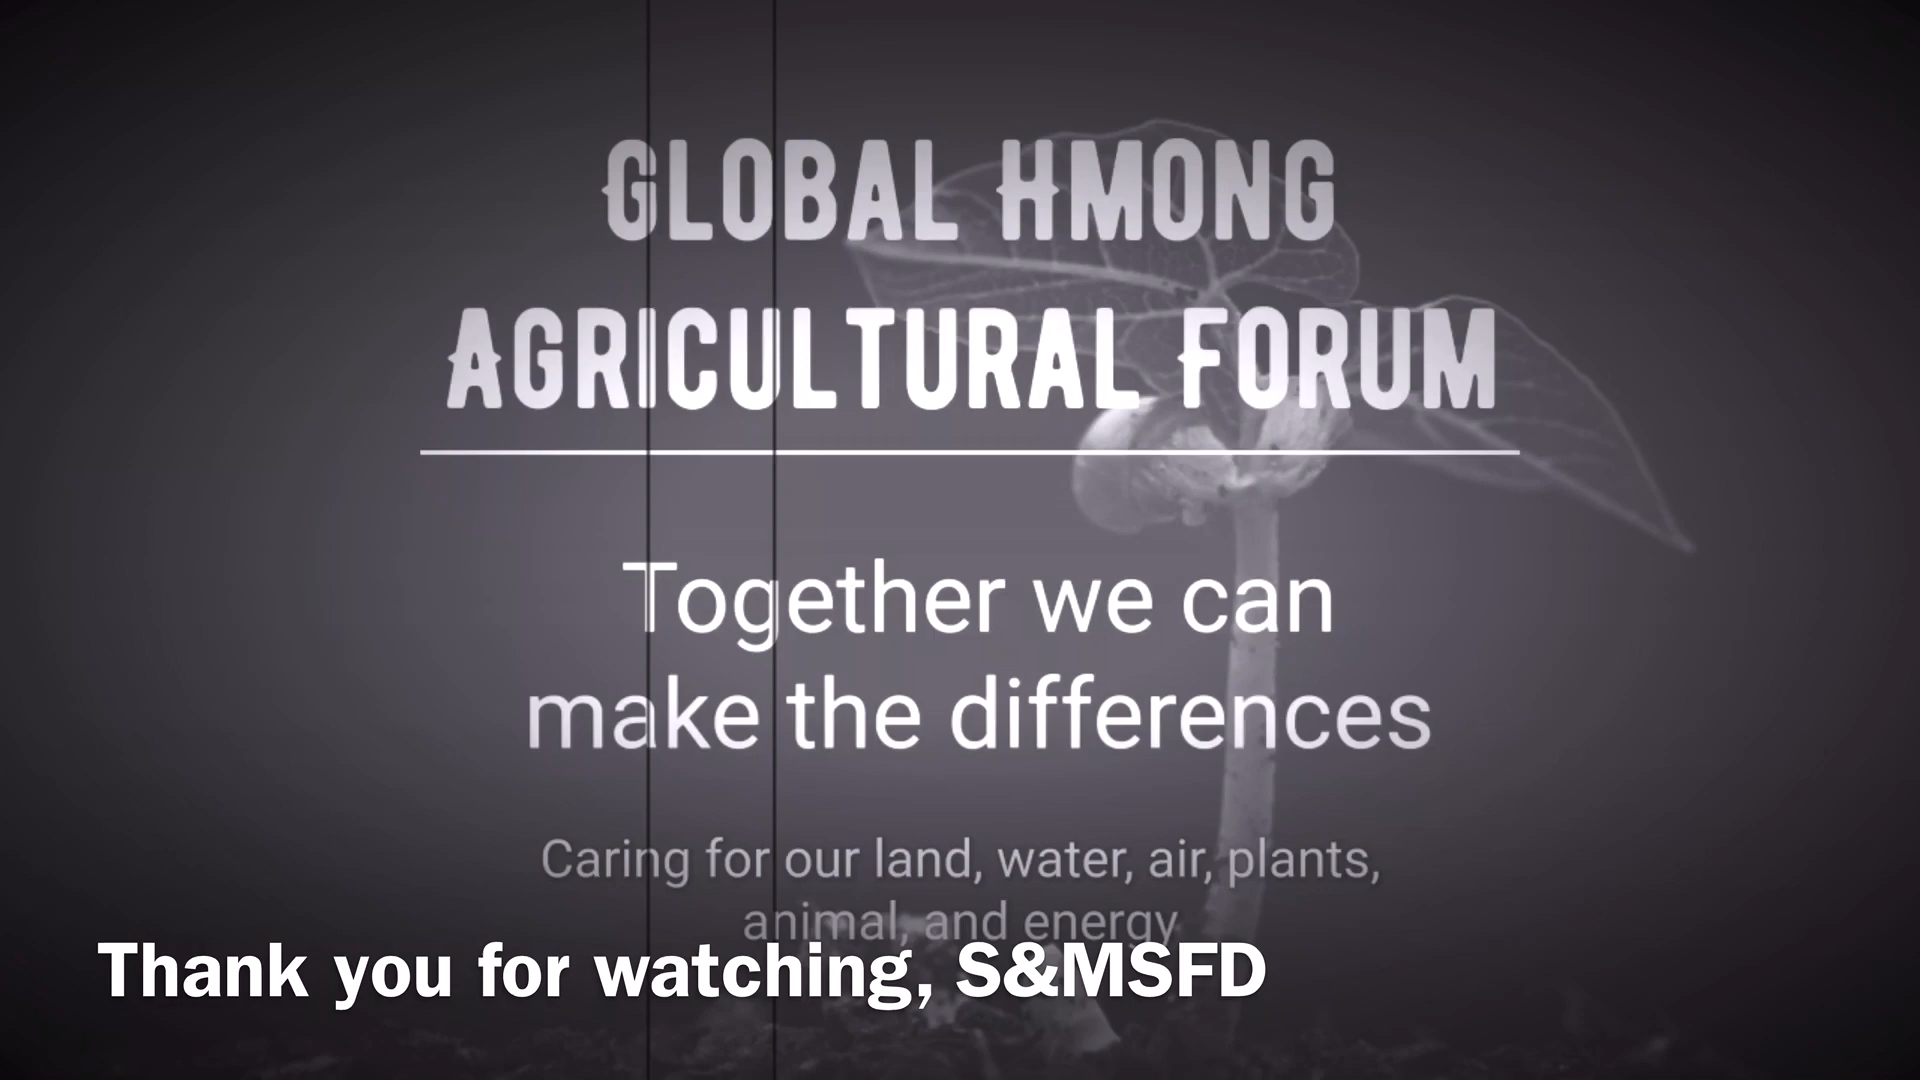 Global Hmong
Agricultural Forum
Together we can
make the differences
Caring for our land, water, air, plants,
animal, and energy
Thank you for watching, S&MSFD